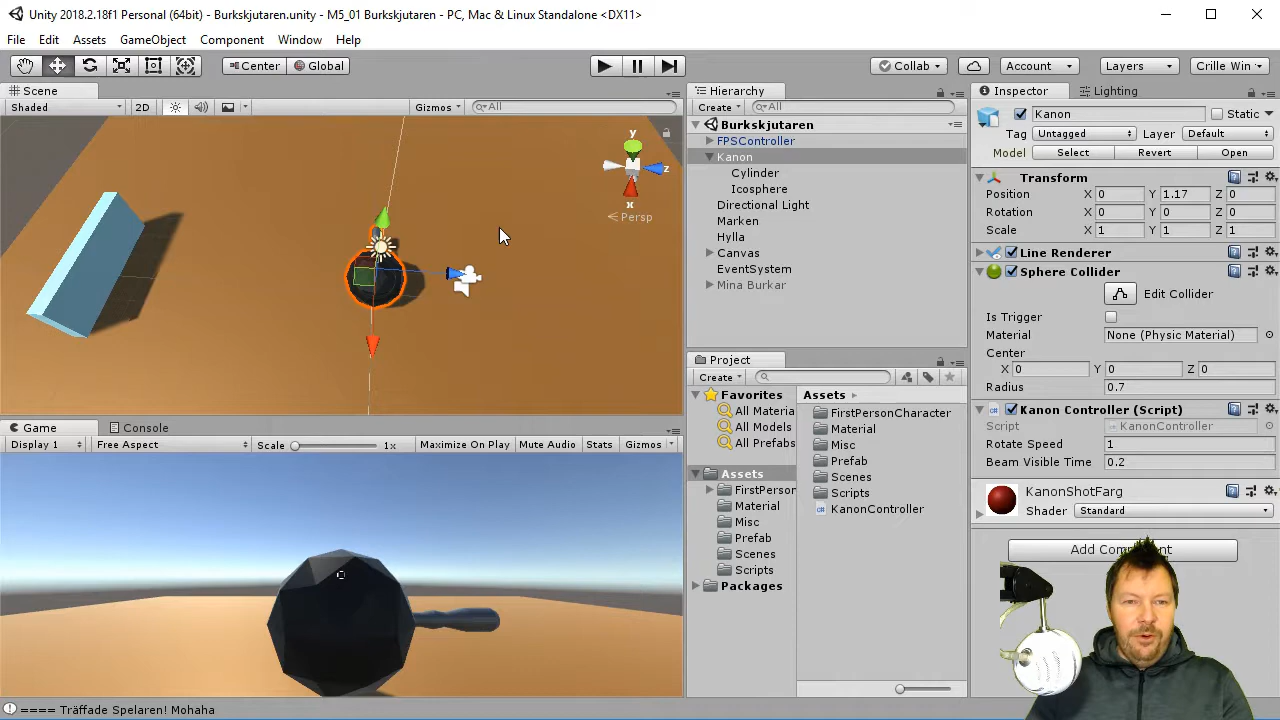 Unity 2018.2.18f1 Personal (64bit) - Burkskjutaren.unity - M5_01 Burkskjutaren - PC, Mac & Linux Standalone <DX11>
File Edit Assets GameObject Component Window Help
Center Global Collab Account Layers Crille Win
Scene
Shaded 2D Gizmos All
y
z
x
Persp
Game Console
Display 1 Free Aspect Scale 1x Maximize On Play Mute Audio Stats Gizmos
Hierarchy
Create All
Burkskjutaren
FPSController
Kanon
Cylinder
Icosphere
Directional Light
Marken
Hylla
Canvas
EventSystem
Mina Burkar
Project
Create
Favorites
All Materia
All Models
All Prefabs
Assets
FirstPerson
Material
Misc
Prefab
Scenes
Scripts
Packages
Assets
FirstPersonCharacter
Material
Misc
Prefab
Scenes
Scripts
KanonController
Inspector Lighting
Kanon Static
Tag Untagged Layer Default
Model Select Revert Open
Transform
Position X 0 Y 1.17 Z 0
Rotation X 0 Y 0 Z 0
Scale X 1 Y 1 Z 1
Line Renderer
Sphere Collider
Edit Collider
Is Trigger
Material None (Physic Material)
Center
X 0 Y 0 Z 0
Radius 0.7
Kanon Controller (Script)
Script KanonController
Rotate Speed 1
Beam Visible Time 0.2
KanonShotFarg
Shader Standard
==== Träffade Spelaren! Mohaha